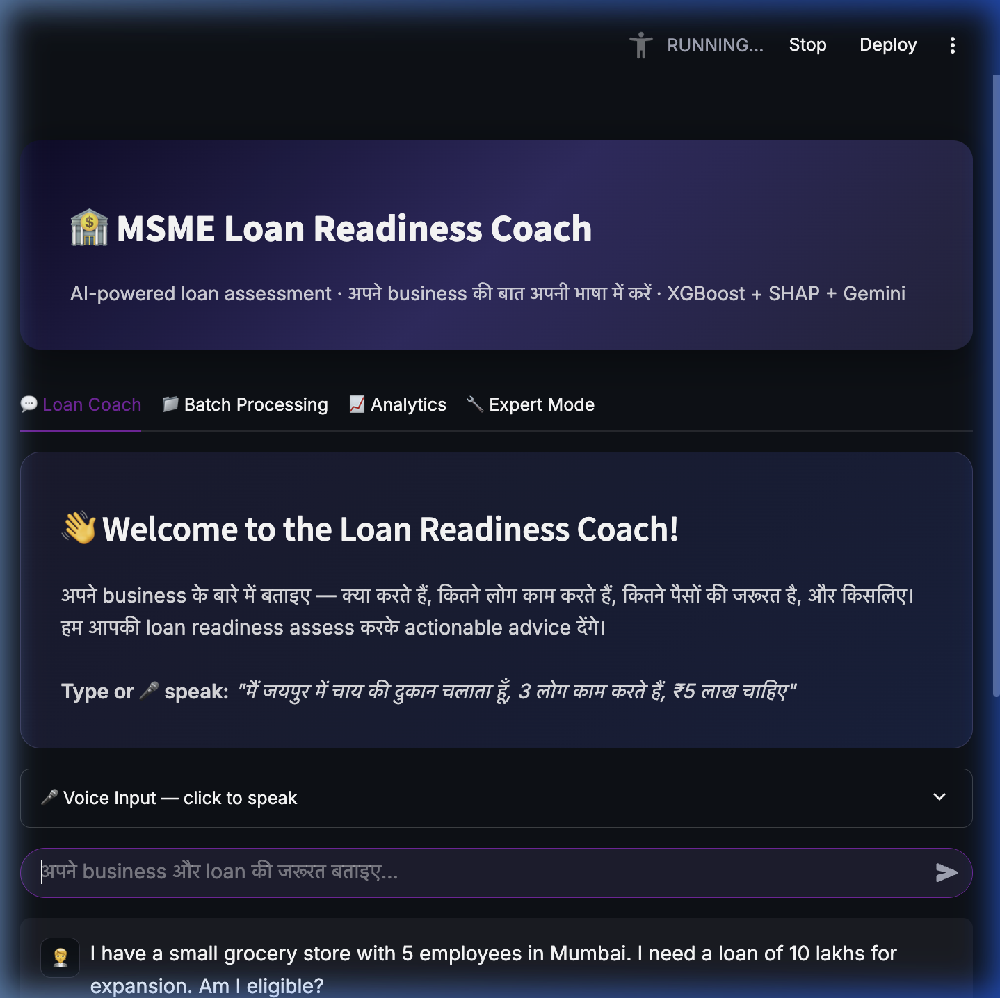 RUNNING... Stop Deploy
MSME Loan Readiness Coach
AI-powered loan assessment · अपने business की बात अपनी भाषा में करें · XGBoost + SHAP + Gemini
Loan Coach Batch Processing Analytics Expert Mode
Welcome to the Loan Readiness Coach!
अपने business के बारे में बताइए — क्या करते हैं, कितने लोग काम करते हैं, कितने पैसों की जरूरत है, और किसलिए।
हम आपकी loan readiness assess करके actionable advice देंगे।
Type or 🎤 speak: "मैं जयपुर में चाय की दुकान चलाता हूँ, 3 लोग काम करते हैं, ₹5 लाख चाहिए"
Voice Input — click to speak
अपने business और loan की जरूरत बताइए...
I have a small grocery store with 5 employees in Mumbai. I need a loan of 10 lakhs for
expansion. Am I eligible?